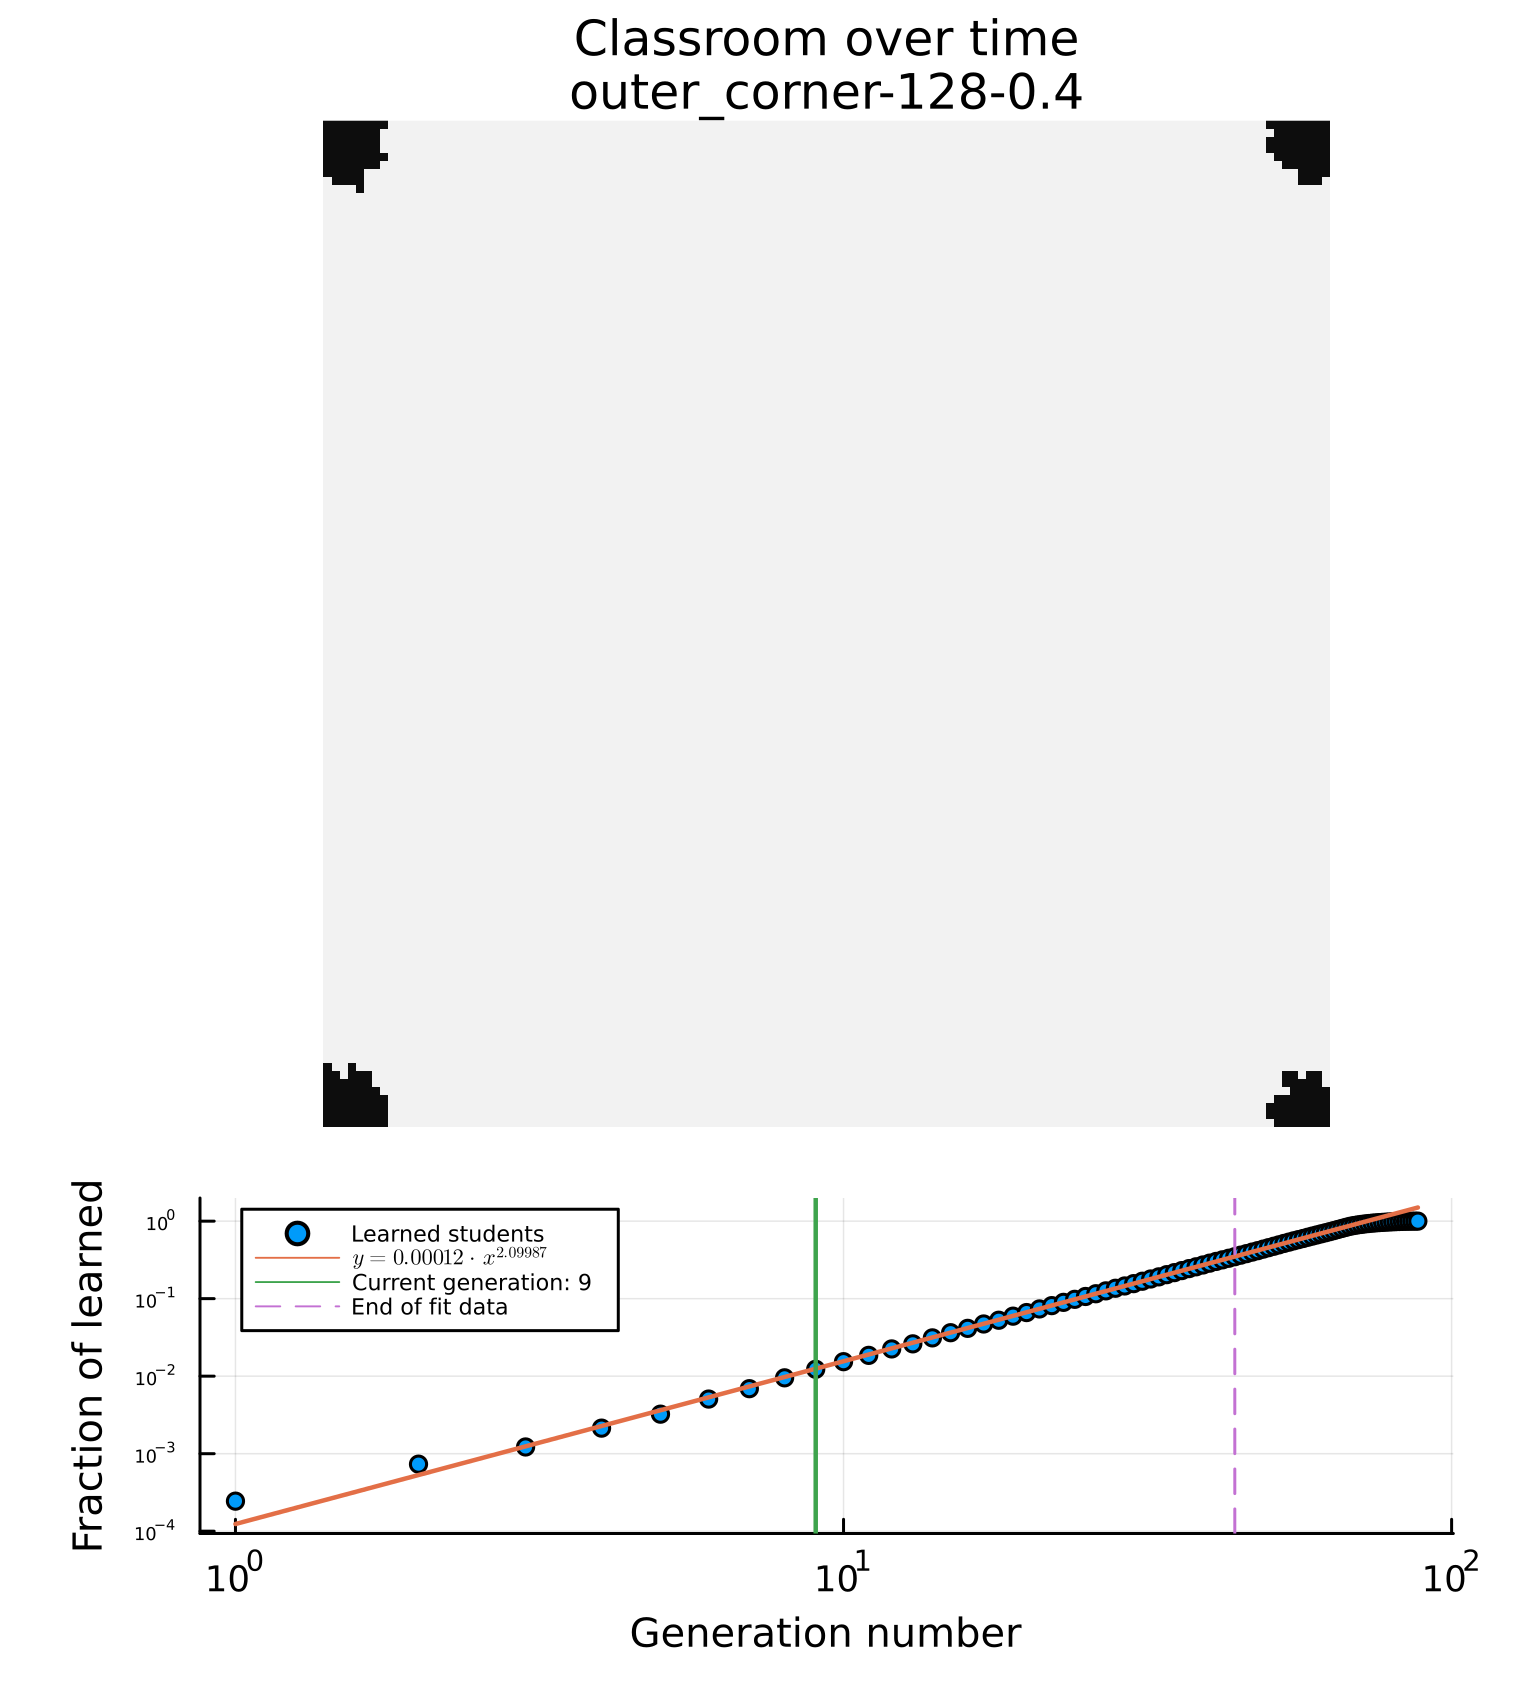 Classroom over time
outer_corner-128-0.4
Fraction of learned
10^0
10^-1
10^-2
10^-3
10^-4
Learned students
y = 0.00012 · x^2.09987
Current generation: 9
End of fit data
10^0 10^1 10^2
Generation number